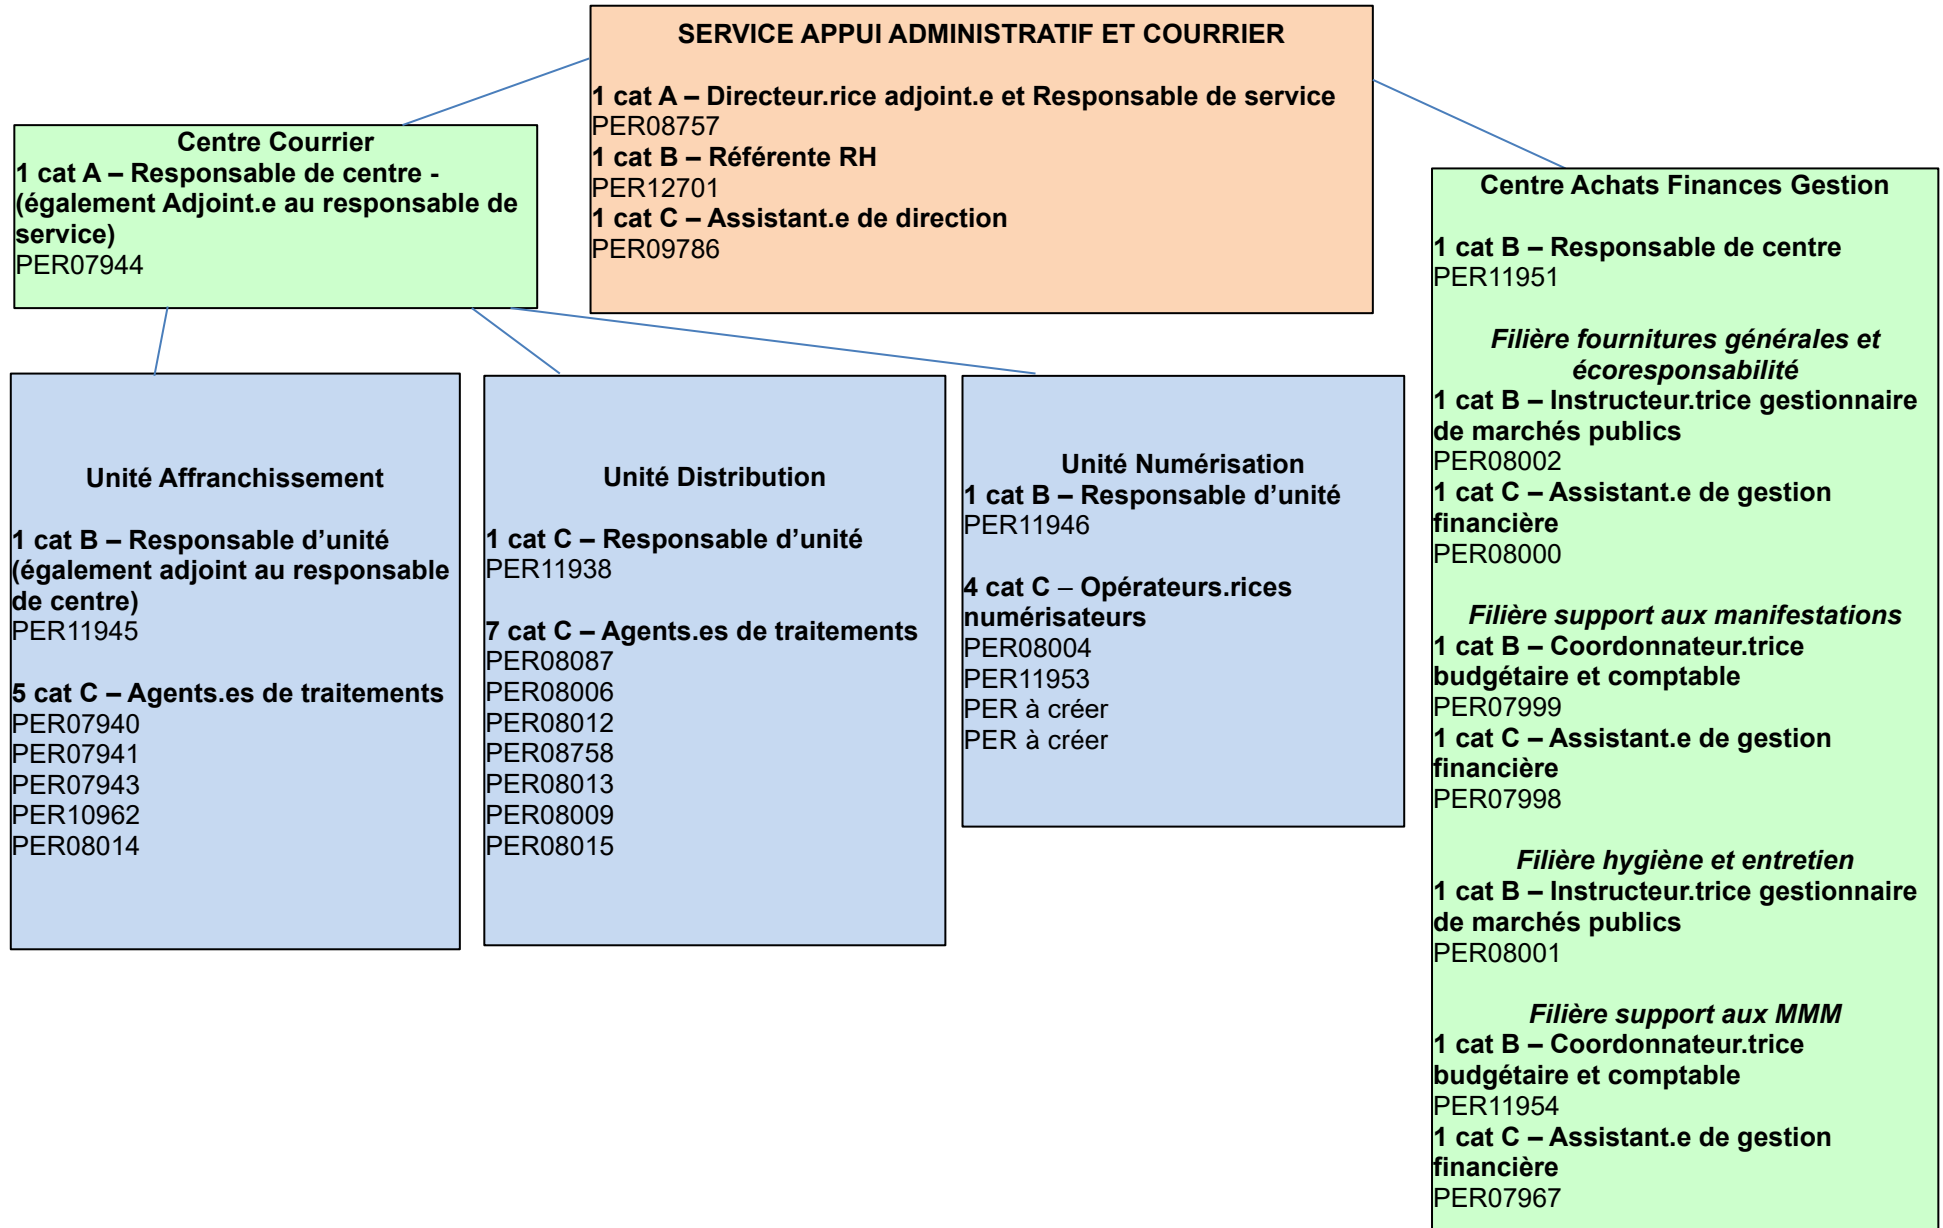 SERVICE APPUI ADMINISTRATIF ET COURRIER
1 cat A – Directeur.rice adjoint.e et Responsable de service
PER08757
1 cat B – Référente RH
PER12701
1 cat C – Assistant.e de direction
PER09786
Centre Courrier
1 cat A – Responsable de centre -
(également Adjoint.e au responsable de
service)
PER07944
Unité Affranchissement
1 cat B – Responsable d’unité
(également adjoint au responsable
de centre)
PER11945
5 cat C – Agents.es de traitements
PER07940
PER07941
PER07943
PER10962
PER08014
Unité Distribution
1 cat C – Responsable d’unité
PER11938
7 cat C – Agents.es de traitements
PER08087
PER08006
PER08012
PER08758
PER08013
PER08009
PER08015
Unité Numérisation
1 cat B – Responsable d’unité
PER11946
4 cat C – Opérateurs.rices
numérisateurs
PER08004
PER11953
PER à créer
PER à créer
Centre Achats Finances Gestion
1 cat B – Responsable de centre
PER11951
Filière fournitures générales et
écoresponsabilité
1 cat B – Instructeur.trice gestionnaire
de marchés publics
PER08002
1 cat C – Assistant.e de gestion
financière
PER08000
Filière support aux manifestations
1 cat B – Coordonnateur.trice
budgétaire et comptable
PER07999
1 cat C – Assistant.e de gestion
financière
PER07998
Filière hygiène et entretien
1 cat B – Instructeur.trice gestionnaire
de marchés publics
PER08001
Filière support aux MMM
1 cat B – Coordonnateur.trice
budgétaire et comptable
PER11954
1 cat C – Assistant.e de gestion
financière
PER07967